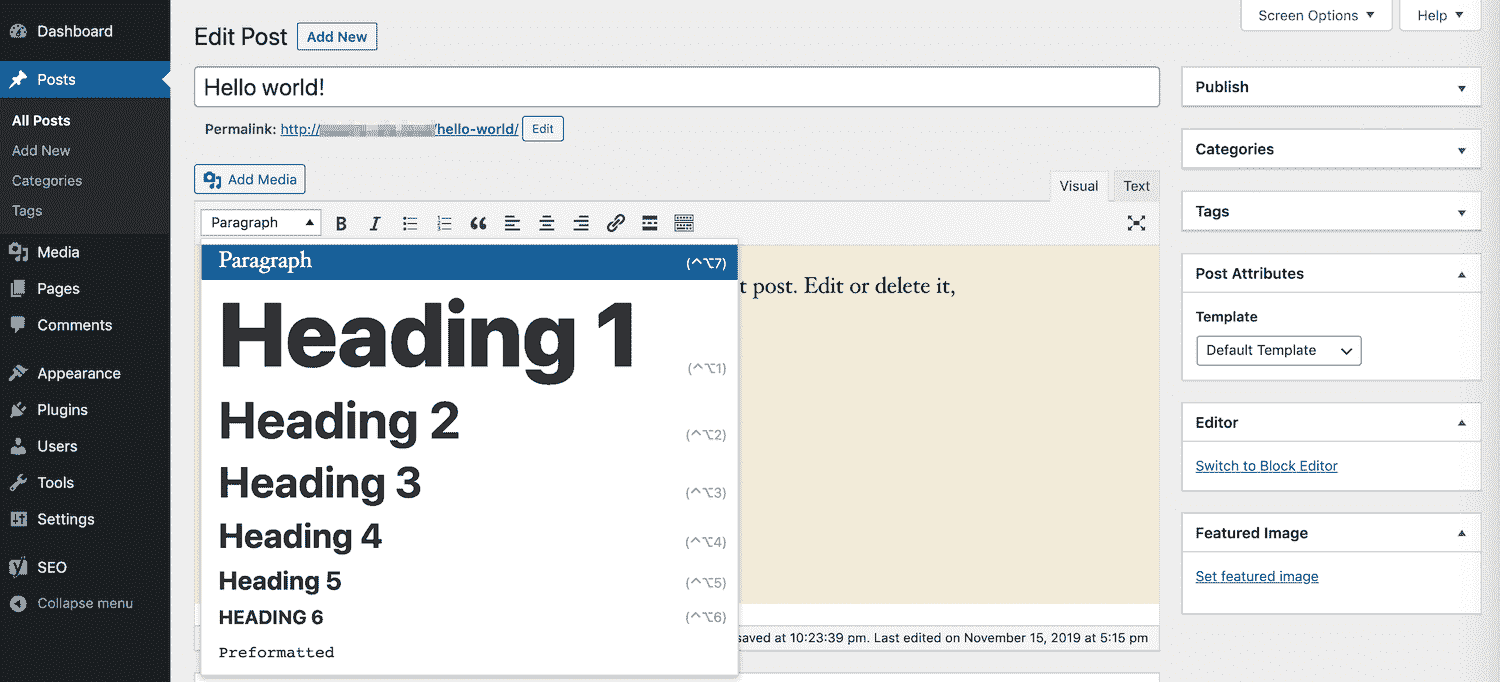 Dashboard
Posts
All Posts
Add New
Categories
Tags
Media
Pages
Comments
Appearance
Plugins
Users
Tools
Settings
SEO
Collapse menu
Screen Options ▼
Help ▼
Edit Post Add New
Hello world!
Permalink: http:// /hello-world/ Edit
Add Media
Visual Text
Paragraph
Paragraph (^⌥7)
Heading 1 (^⌥1)
Heading 2 (^⌥2)
Heading 3 (^⌥3)
Heading 4 (^⌥4)
Heading 5 (^⌥5)
HEADING 6 (^⌥6)
Preformatted
post. Edit or delete it,
at 10:23:39 pm. Last edited on November 15, 2019 at 5:15 pm
Publish
Categories
Tags
Post Attributes
Template
Default Template
Editor
Switch to Block Editor
Featured Image
Set featured image